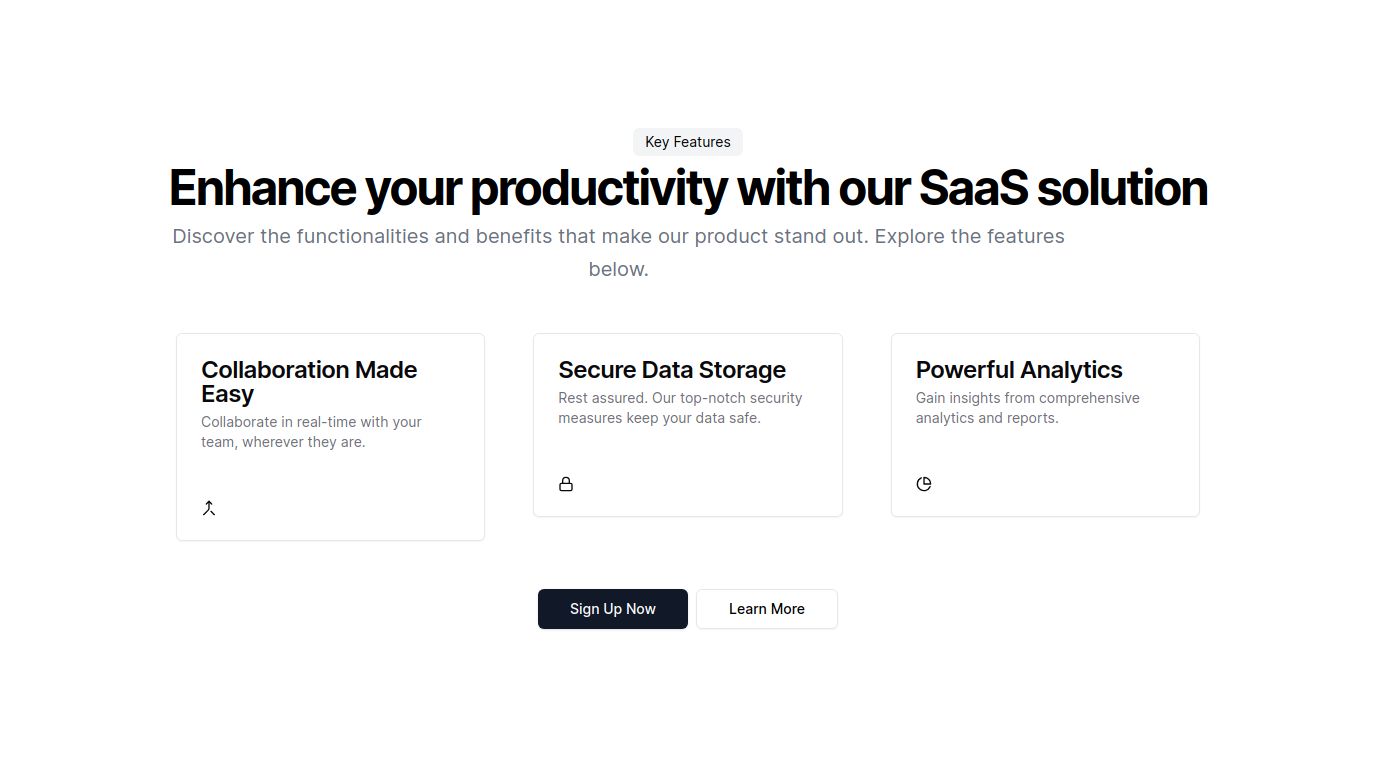 Key Features
Enhance your productivity with our SaaS solution
Discover the functionalities and benefits that make our product stand out. Explore the features
below.
Collaboration Made
Easy
Collaborate in real-time with your
team, wherever they are.
Secure Data Storage
Rest assured. Our top-notch security
measures keep your data safe.
Powerful Analytics
Gain insights from comprehensive
analytics and reports.
Sign Up Now
Learn More